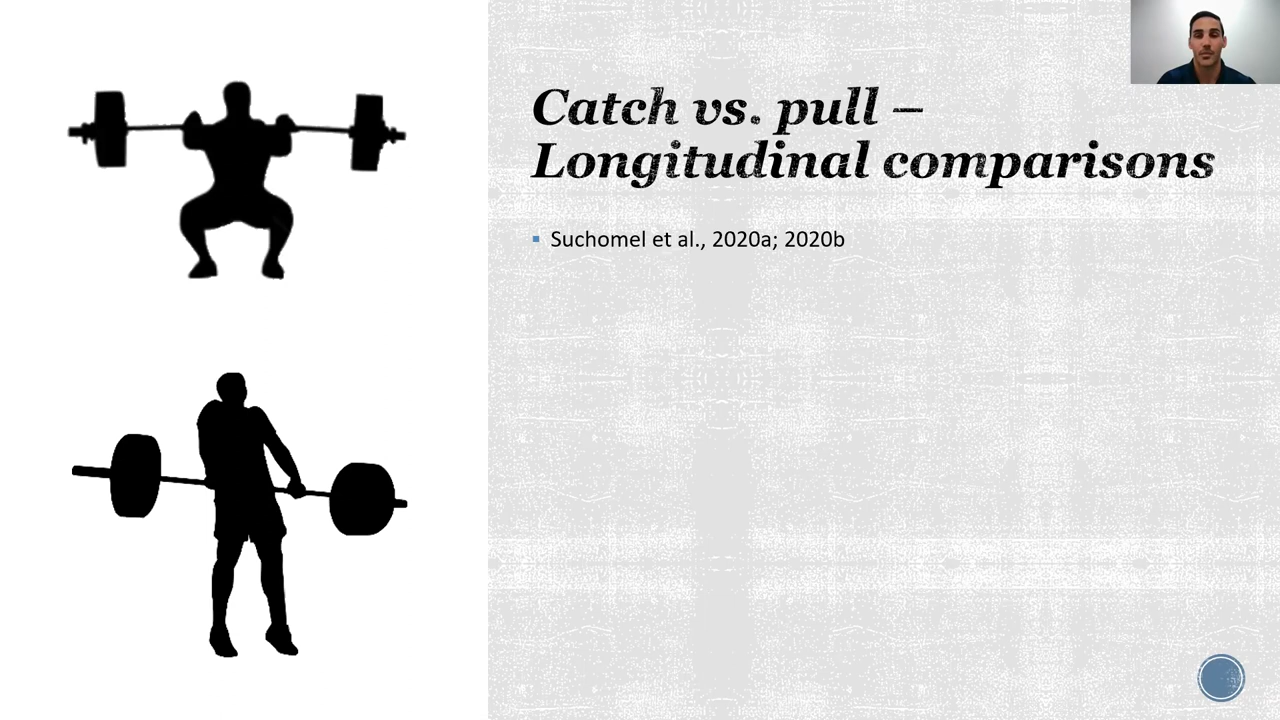 Catch vs. pull –
Longitudinal comparisons
Suchomel et al., 2020a; 2020b